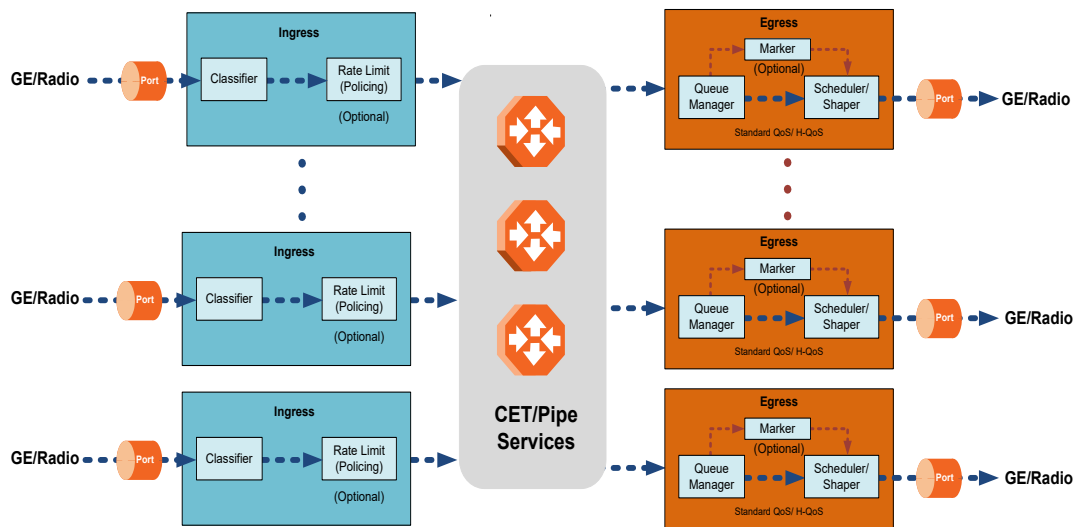 Ingress
GE/Radio
Port
Classifier
Rate Limit
(Policing)
(Optional)
Egress
Marker
(Optional)
Queue
Manager
Scheduler/
Shaper
Standard QoS/ H-QoS
Port
GE/Radio
Ingress
GE/Radio
Port
Classifier
Rate Limit
(Policing)
(Optional)
Egress
Marker
(Optional)
Queue
Manager
Scheduler/
Shaper
Standard QoS/ H-QoS
Port
GE/Radio
Ingress
GE/Radio
Port
Classifier
Rate Limit
(Policing)
(Optional)
CET/Pipe
Services
Egress
Marker
(Optional)
Queue
Manager
Scheduler/
Shaper
Standard QoS/ H-QoS
Port
GE/Radio